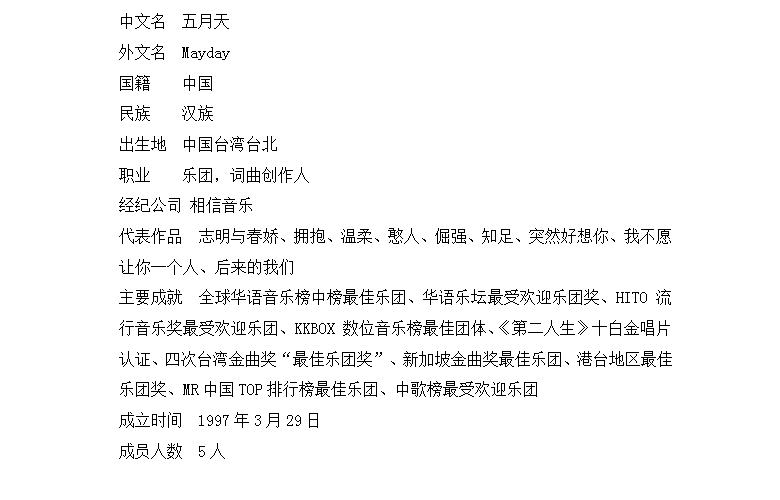 中文名 五月天
外文名 Mayday
国籍 中国
民族 汉族
出生地 中国台湾台北
职业 乐团，词曲创作人
经纪公司 相信音乐
代表作品 志明与春娇、拥抱、温柔、憨人、倔强、知足、突然好想你、我不愿
让你一个人、后来的我们
主要成就 全球华语音乐榜中榜最佳乐团、华语乐坛最受欢迎乐团奖、HITO 流
行音乐奖最受欢迎乐团、KKBOX 数位音乐榜最佳团体、《第二人生》十白金唱片
认证、四次台湾金曲奖“最佳乐团奖”、新加坡金曲奖最佳乐团、港台地区最佳
乐团奖、MR 中国 TOP 排行榜最佳乐团、中歌榜最受欢迎乐团
成立时间 1997 年 3 月 29 日
成员人数 5 人